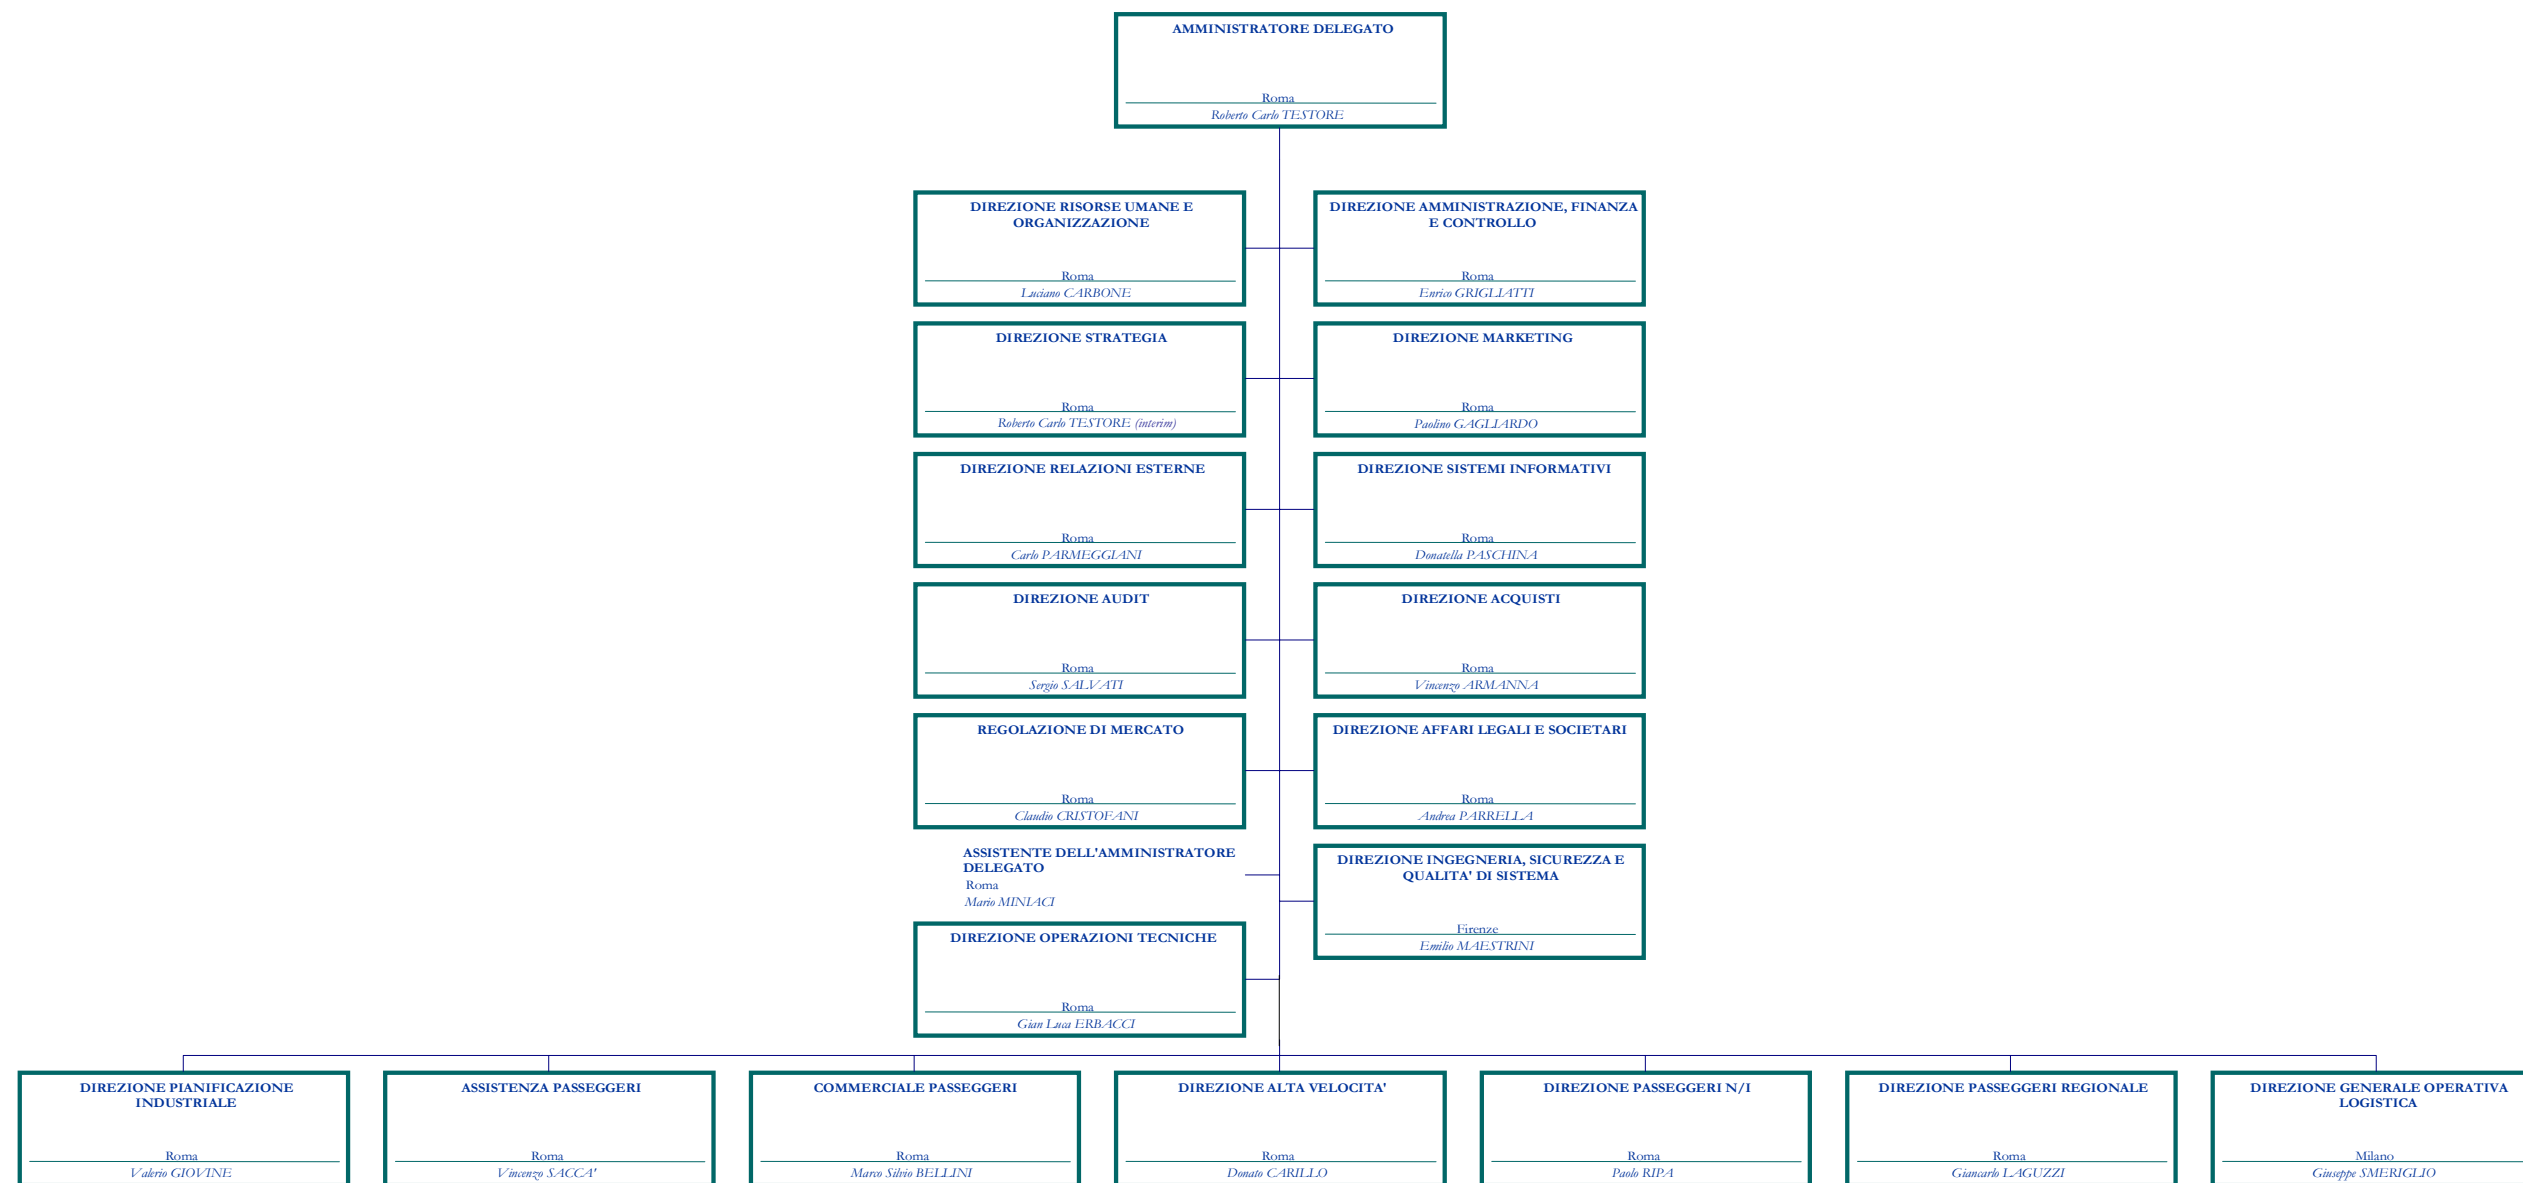 AMMINISTRATORE DELEGATO
Roma
Roberto Carlo TESTORE
DIREZIONE RISORSE UMANE E
ORGANIZZAZIONE
Roma
Luciano CARBONE
DIREZIONE AMMINISTRAZIONE, FINANZA
E CONTROLLO
Roma
Enrico GRIGLIATTI
DIREZIONE STRATEGIA
Roma
Roberto Carlo TESTORE (interim)
DIREZIONE MARKETING
Roma
Paolino GAGLIARDO
DIREZIONE RELAZIONI ESTERNE
Roma
Carlo PARMEGGIANI
DIREZIONE SISTEMI INFORMATIVI
Roma
Donatella PASCHINA
DIREZIONE AUDIT
Roma
Sergio SALVATI
DIREZIONE ACQUISTI
Roma
Vincenzo ARMANNA
REGOLAZIONE DI MERCATO
Roma
Claudio CRISTOFANI
DIREZIONE AFFARI LEGALI E SOCIETARI
Roma
Andrea PARRELLA
ASSISTENTE DELL'AMMINISTRATORE
DELEGATO
Roma
Mario MINIACI
DIREZIONE INGEGNERIA, SICUREZZA E
QUALITA' DI SISTEMA
Firenze
Emilio MAESTRINI
DIREZIONE OPERAZIONI TECNICHE
Roma
Gian Luca ERBACCI
DIREZIONE PIANIFICAZIONE
INDUSTRIALE
Roma
Valerio GIOVINE
ASSISTENZA PASSEGGERI
Roma
Vincenzo SACCA'
COMMERCIALE PASSEGGERI
Roma
Marco Silvio BELLINI
DIREZIONE ALTA VELOCITA'
Roma
Donato CARILLO
DIREZIONE PASSEGGERI N/I
Roma
Paolo RIPA
DIREZIONE PASSEGGERI REGIONALE
Roma
Giancarlo LAGUZZI
DIREZIONE GENERALE OPERATIVA
LOGISTICA
Milano
Giuseppe SMERIGLIO